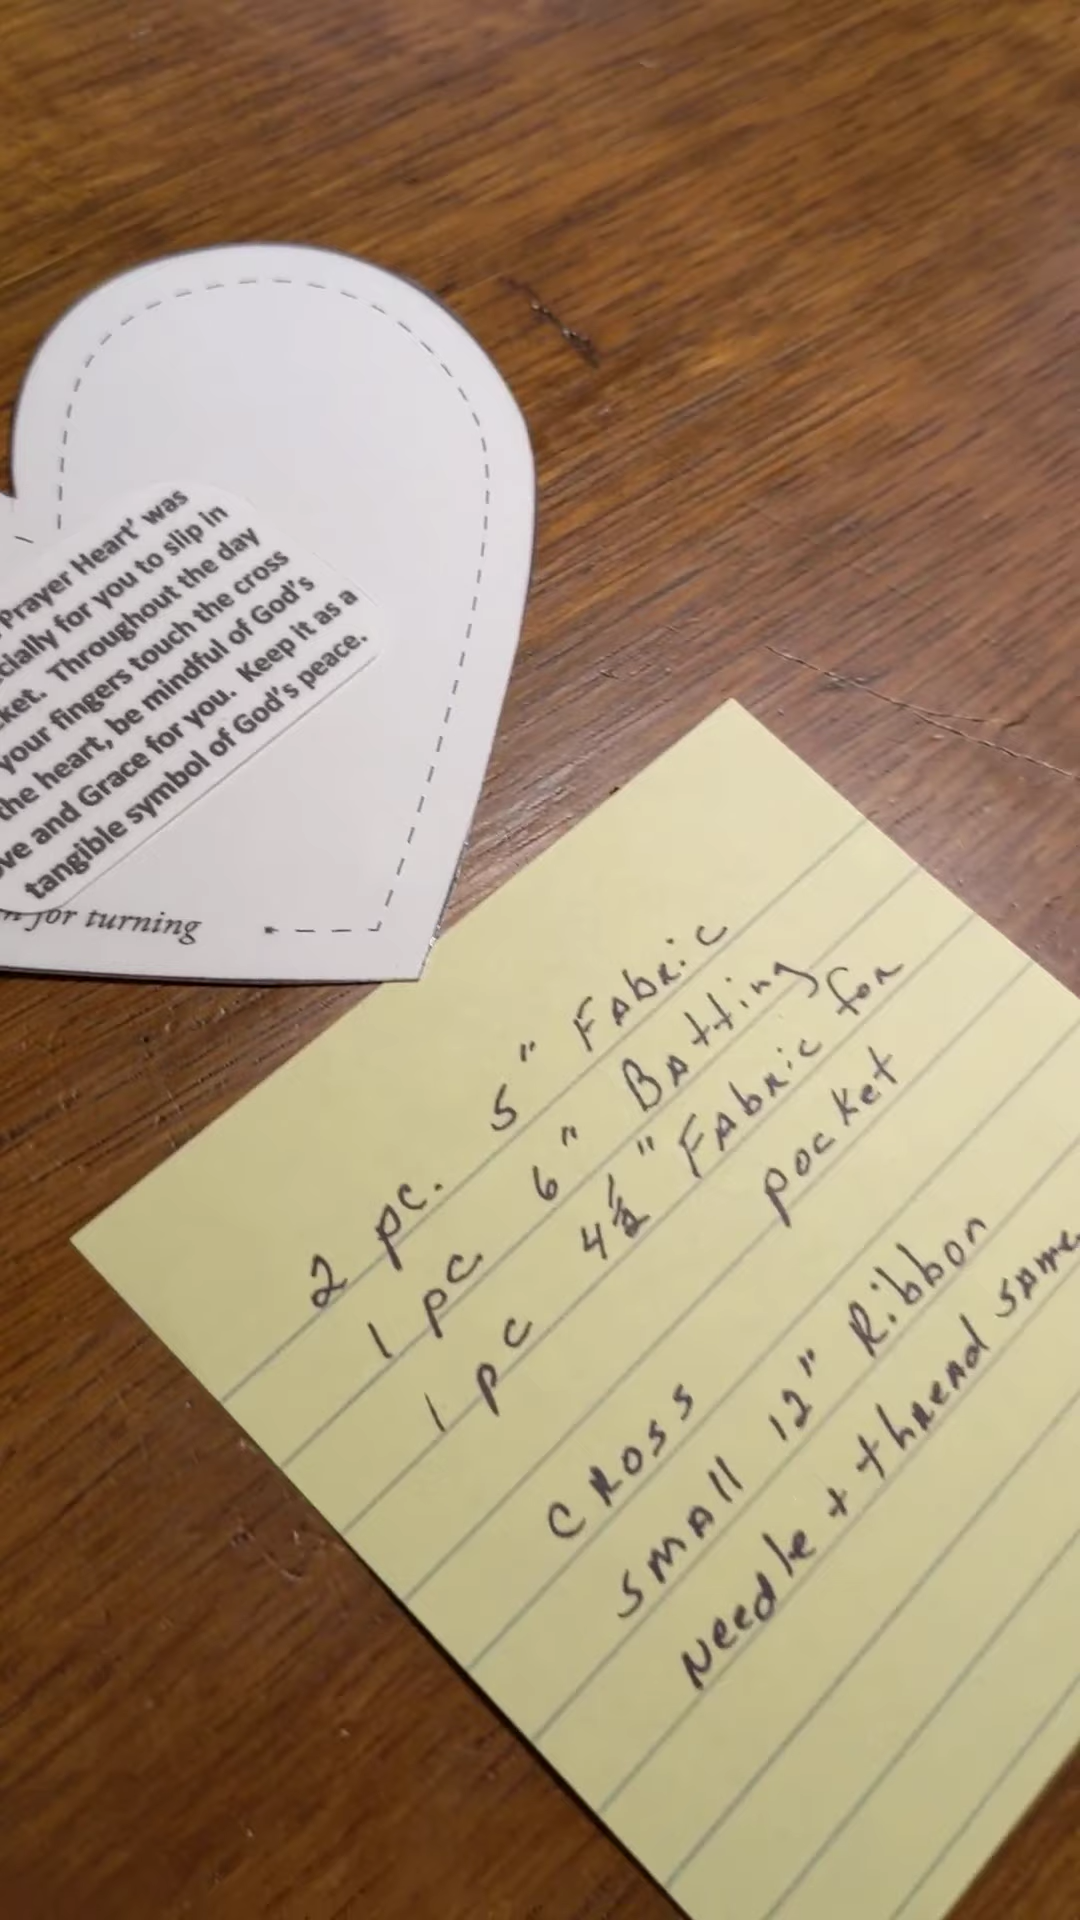 Prayer Heart' was
cially for you to slip in
ket. Throughout the day
your fingers touch the cross
the heart, be mindful of God's
ve and Grace for you. Keep it as a
tangible symbol of God's peace.
for turning
2 pc. 5" Fabric
1 pc 6" Batting
1 pc 4½" Fabric for
pocket
Cross
small 12" Ribbon
Needle + thread same